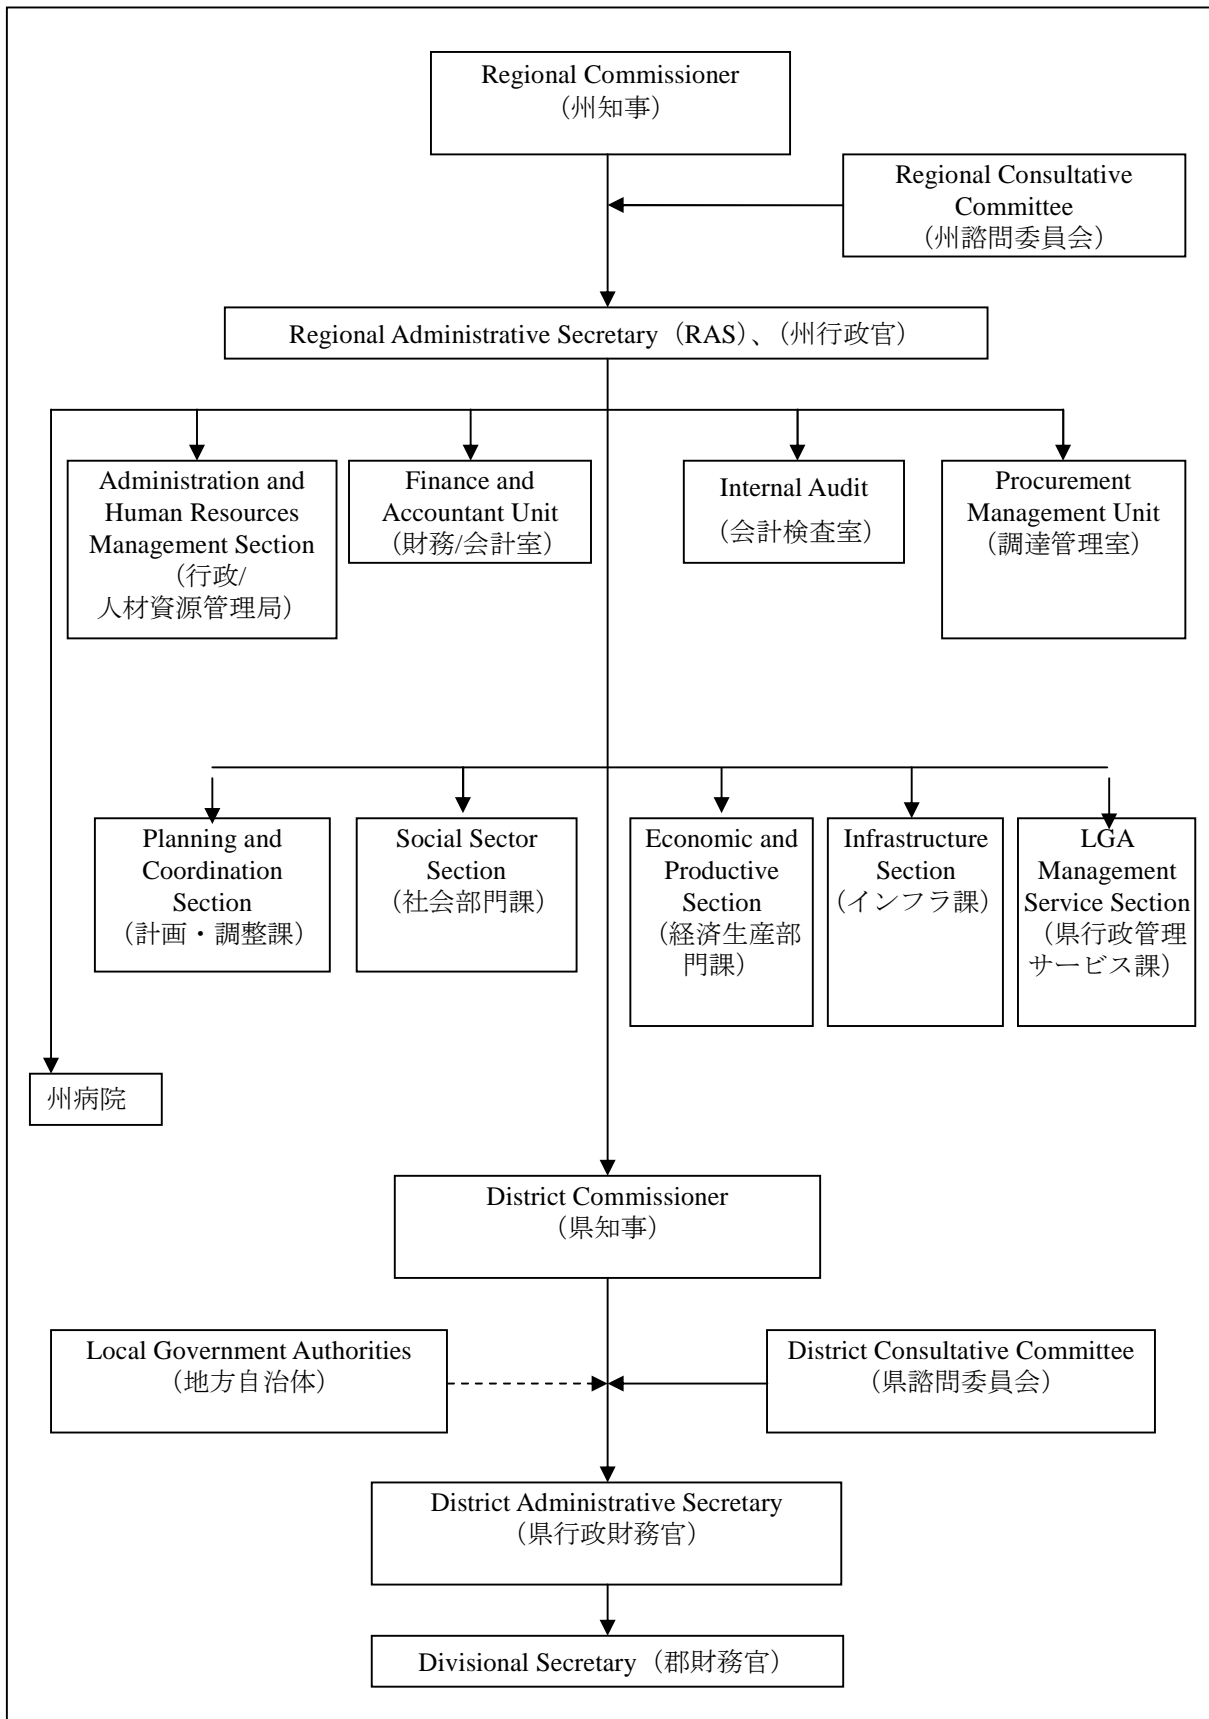 Regional Commissioner
（州知事）
Regional Consultative
Committee
（州諮問委員会）
Regional Administrative Secretary（RAS）、（州行政官）
Administration and
Human Resources
Management Section
（行政/
人材資源管理局）
Finance and
Accountant Unit
（財務/会計室）
Internal Audit
（会計検査室）
Procurement
Management Unit
（調達管理室）
Planning and
Coordination
Section
（計画・調整課）
Social Sector
Section
（社会部門課）
Economic and
Productive
Section
（経済生産部
門課）
Infrastructure
Section
（インフラ課）
LGA
Management
Service Section
（県行政管理
サービス課）
州病院
District Commissioner
（県知事）
Local Government Authorities
（地方自治体）
District Consultative Committee
（県諮問委員会）
District Administrative Secretary
（県行政財務官）
Divisional Secretary（郡財務官）